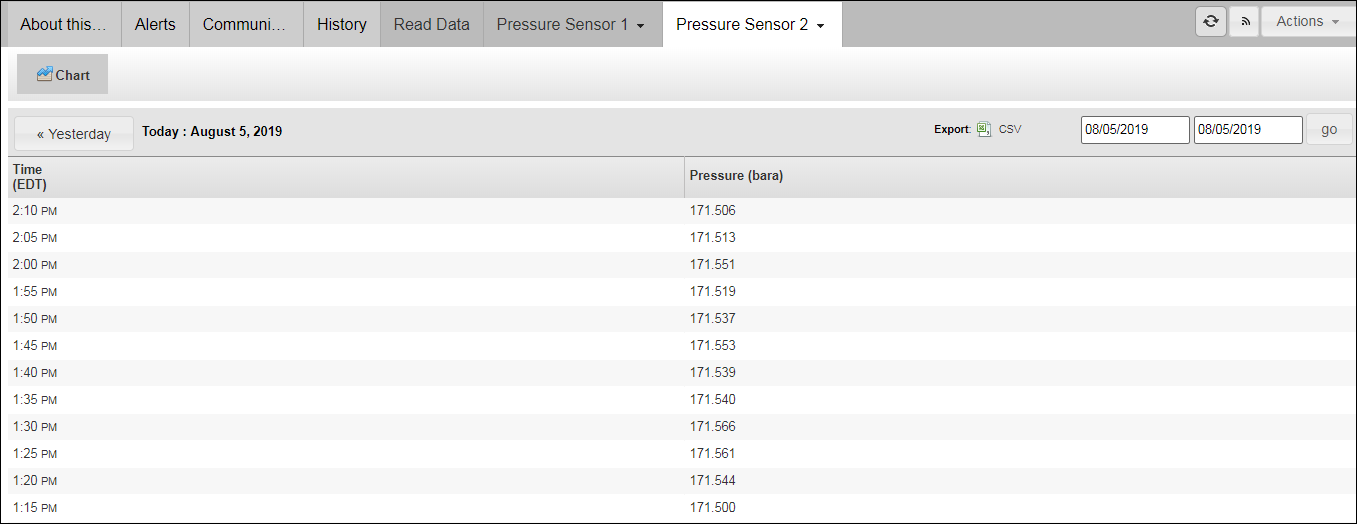 About this... Alerts Communi... History Read Data Pressure Sensor 1 Pressure Sensor 2 Actions
Chart
« Yesterday Today : August 5, 2019 Export: CSV 08/05/2019 08/05/2019 go
Time
(EDT)
Pressure (bara)
2:10 PM 171.506
2:05 PM 171.513
2:00 PM 171.551
1:55 PM 171.519
1:50 PM 171.537
1:45 PM 171.553
1:40 PM 171.539
1:35 PM 171.540
1:30 PM 171.566
1:25 PM 171.561
1:20 PM 171.544
1:15 PM 171.500